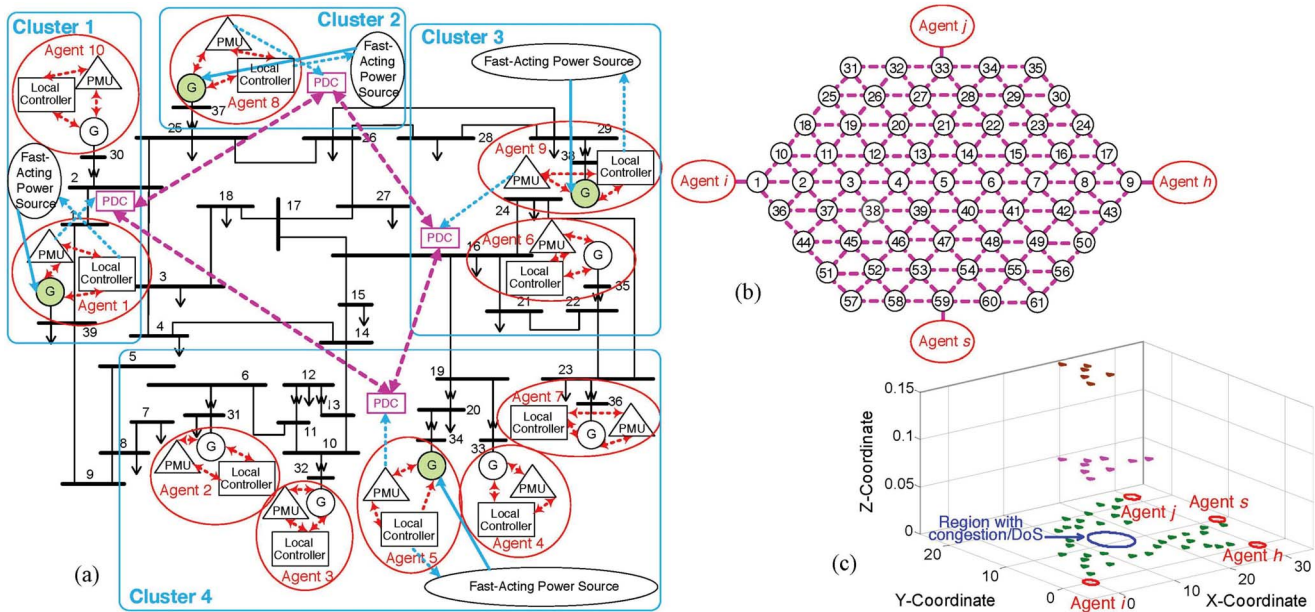 Cluster 1
Agent 10
PMU
Local
Controller
G
30
2
Fast-
Acting
Power
Source
PDC
1
PMU
Local
Controller
G
Agent 1
39
Cluster 2
PMU
Local
Controller
G
Agent 8
37
Fast-
Acting
Power
Source
PDC
Cluster 3
Fast-Acting Power Source
29
38
Agent 9
Local
Controller
PMU
G
24
PDC
16
Agent 6
PMU
Local
Controller
G
35
21
22
25
26
28
18
17
27
3
15
4
14
5
6
12
13
7
31
11
8
10
9
32
19
20
34
33
23
36
PDC
G
PMU
Local
Controller
Agent 2
G
PMU
Local
Controller
Agent 3
G
PMU
Local
Controller
Agent 5
G
PMU
Local
Controller
Agent 4
Agent 7
Local
Controller
G
PMU
Fast-Acting Power Source
Cluster 4
(a)
Agent j
31 32 33 34 35
25 26 27 28 29 30
18 19 20 21 22 23 24
10 11 12 13 14 15 16 17
Agent i 1 2 3 4 5 6 7 8 9 Agent h
36 37 38 39 40 41 42 43
44 45 46 47 48 49 50
51 52 53 54 55 56
57 58 59 60 61
(b)
Agent s
(c)
0.15
0.1
0.05
0
Z-Coordinate
Region with
congestion/DoS
Agent j
Agent s
Agent h
Agent i
20
10
0
Y-Coordinate
0
10
20
30
X-Coordinate